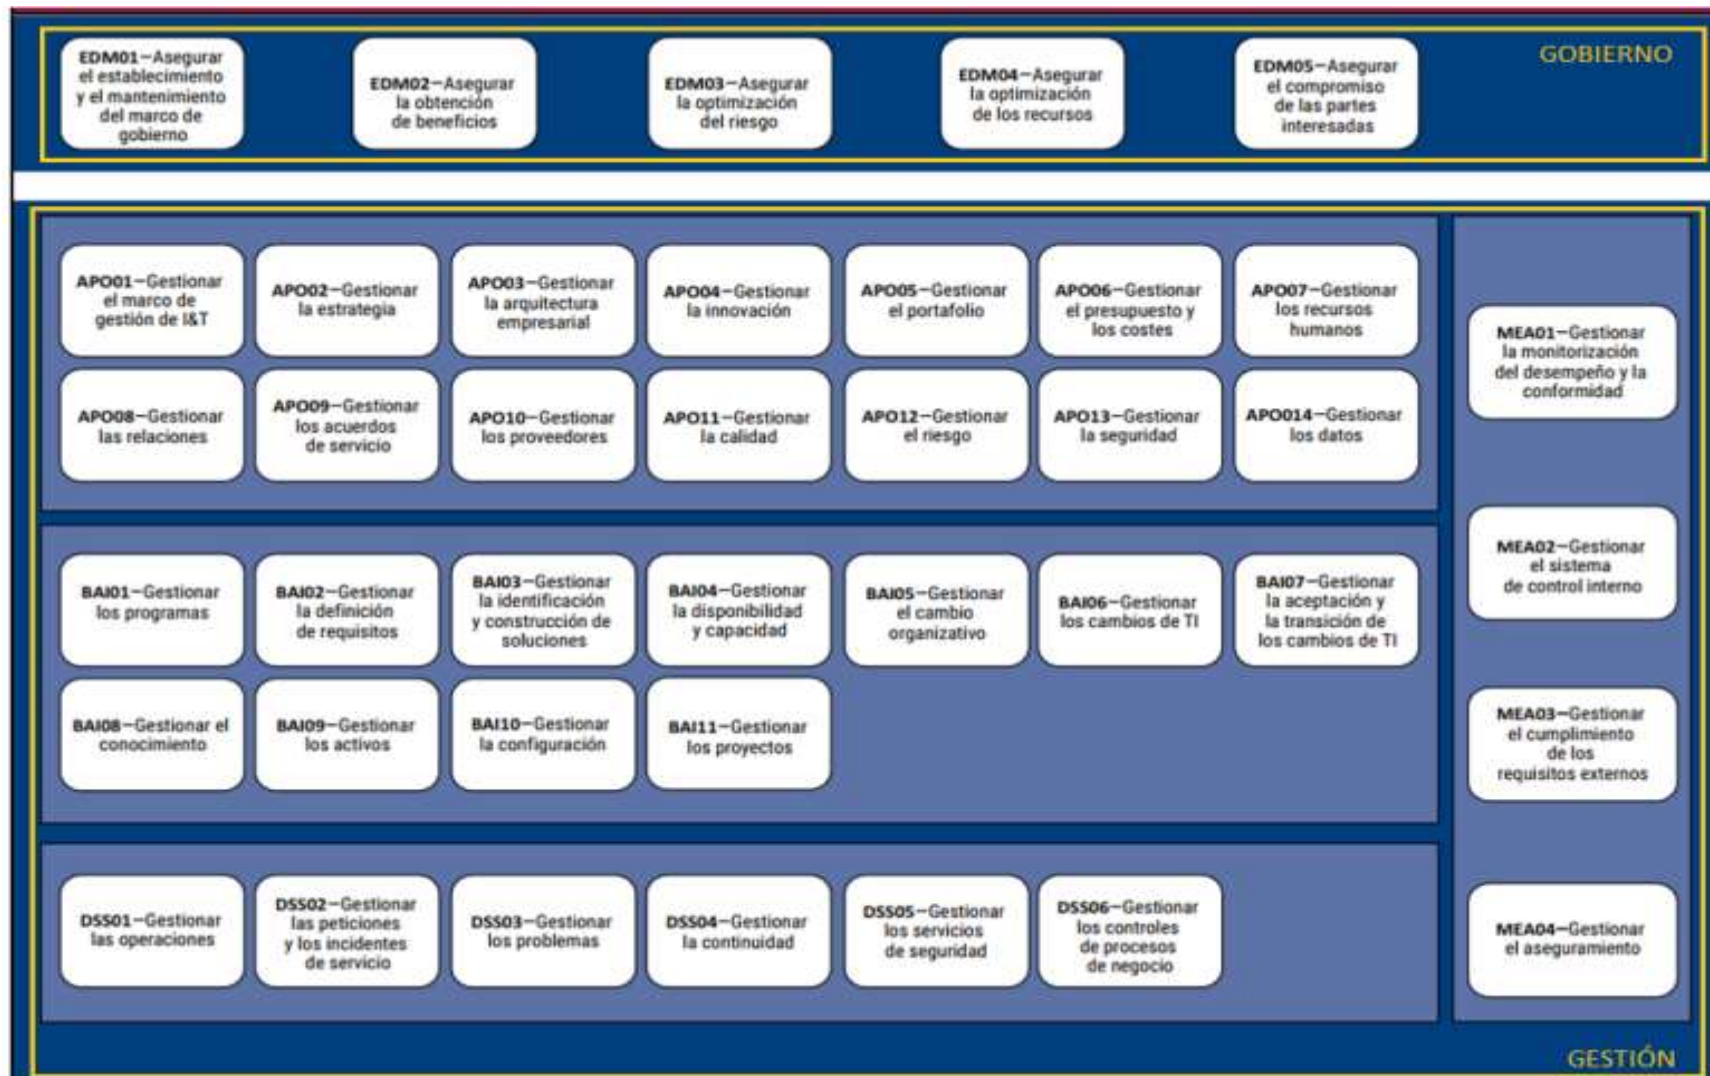 GOBIERNO
EDM01—Asegurar
el establecimiento
y el mantenimiento
del marco de
gobierno
EDM02—Asegurar
la obtención
de beneficios
EDM03—Asegurar
la optimización
del riesgo
EDM04—Asegurar
la optimización
de los recursos
EDM05—Asegurar
el compromiso
de las partes
interesadas
APO01—Gestionar
el marco de
gestión de I&T
APO02—Gestionar
la estrategia
APO03—Gestionar
la arquitectura
empresarial
APO04—Gestionar
la innovación
APO05—Gestionar
el portafolio
APO06—Gestionar
el presupuesto y
los costes
APO07—Gestionar
los recursos
humanos
APO08—Gestionar
las relaciones
APO09—Gestionar
los acuerdos
de servicio
APO10—Gestionar
los proveedores
APO11—Gestionar
la calidad
APO12—Gestionar
el riesgo
APO13—Gestionar
la seguridad
APO014—Gestionar
los datos
BAI01—Gestionar
los programas
BAI02—Gestionar
la definición
de requisitos
BAI03—Gestionar
la identificación
y construcción de
soluciones
BAI04—Gestionar
la disponibilidad
y capacidad
BAI05—Gestionar
el cambio
organizativo
BAI06—Gestionar
los cambios de TI
BAI07—Gestionar
la aceptación y
la transición de
los cambios de TI
BAI08—Gestionar el
conocimiento
BAI09—Gestionar
los activos
BAI10—Gestionar
la configuración
BAI11—Gestionar
los proyectos
DSS01—Gestionar
las operaciones
DSS02—Gestionar
las peticiones
y los incidentes
de servicio
DSS03—Gestionar
los problemas
DSS04—Gestionar
la continuidad
DSS05—Gestionar
los servicios
de seguridad
DSS06—Gestionar
los controles
de procesos
de negocio
MEA01—Gestionar
la monitorización
del desempeño y la
conformidad
MEA02—Gestionar
el sistema
de control interno
MEA03—Gestionar
el cumplimiento
de los
requisitos externos
MEA04—Gestionar
el aseguramiento
GESTIÓN